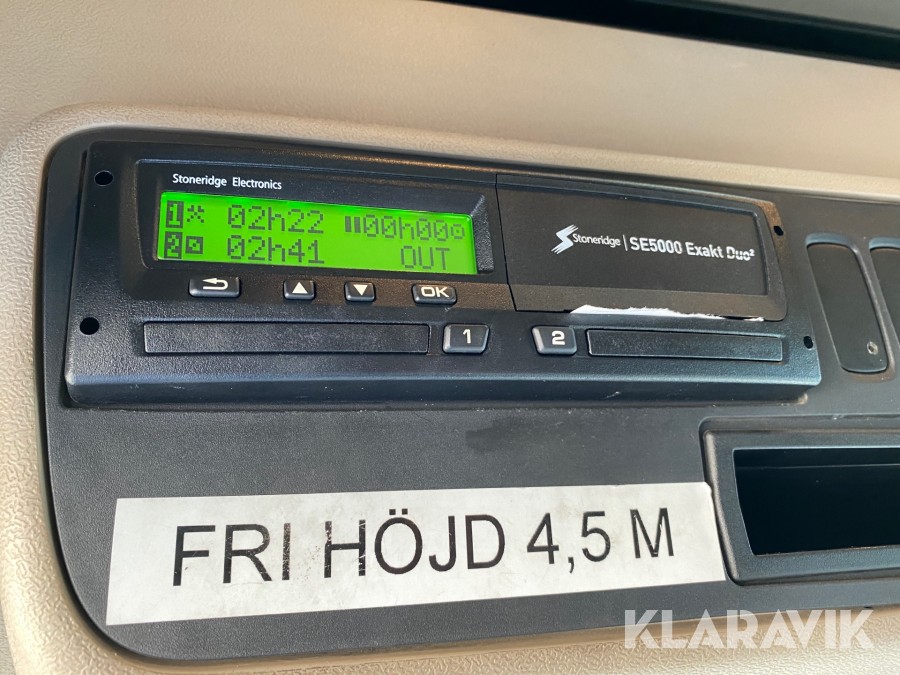 Stoneridge Electronics
1 02h22 00h00
2 02h41 OUT
Stoneridge | SE5000 Exakt Duo²
OK
1 2
FRI HÖJD 4,5 M
KLARAVIK